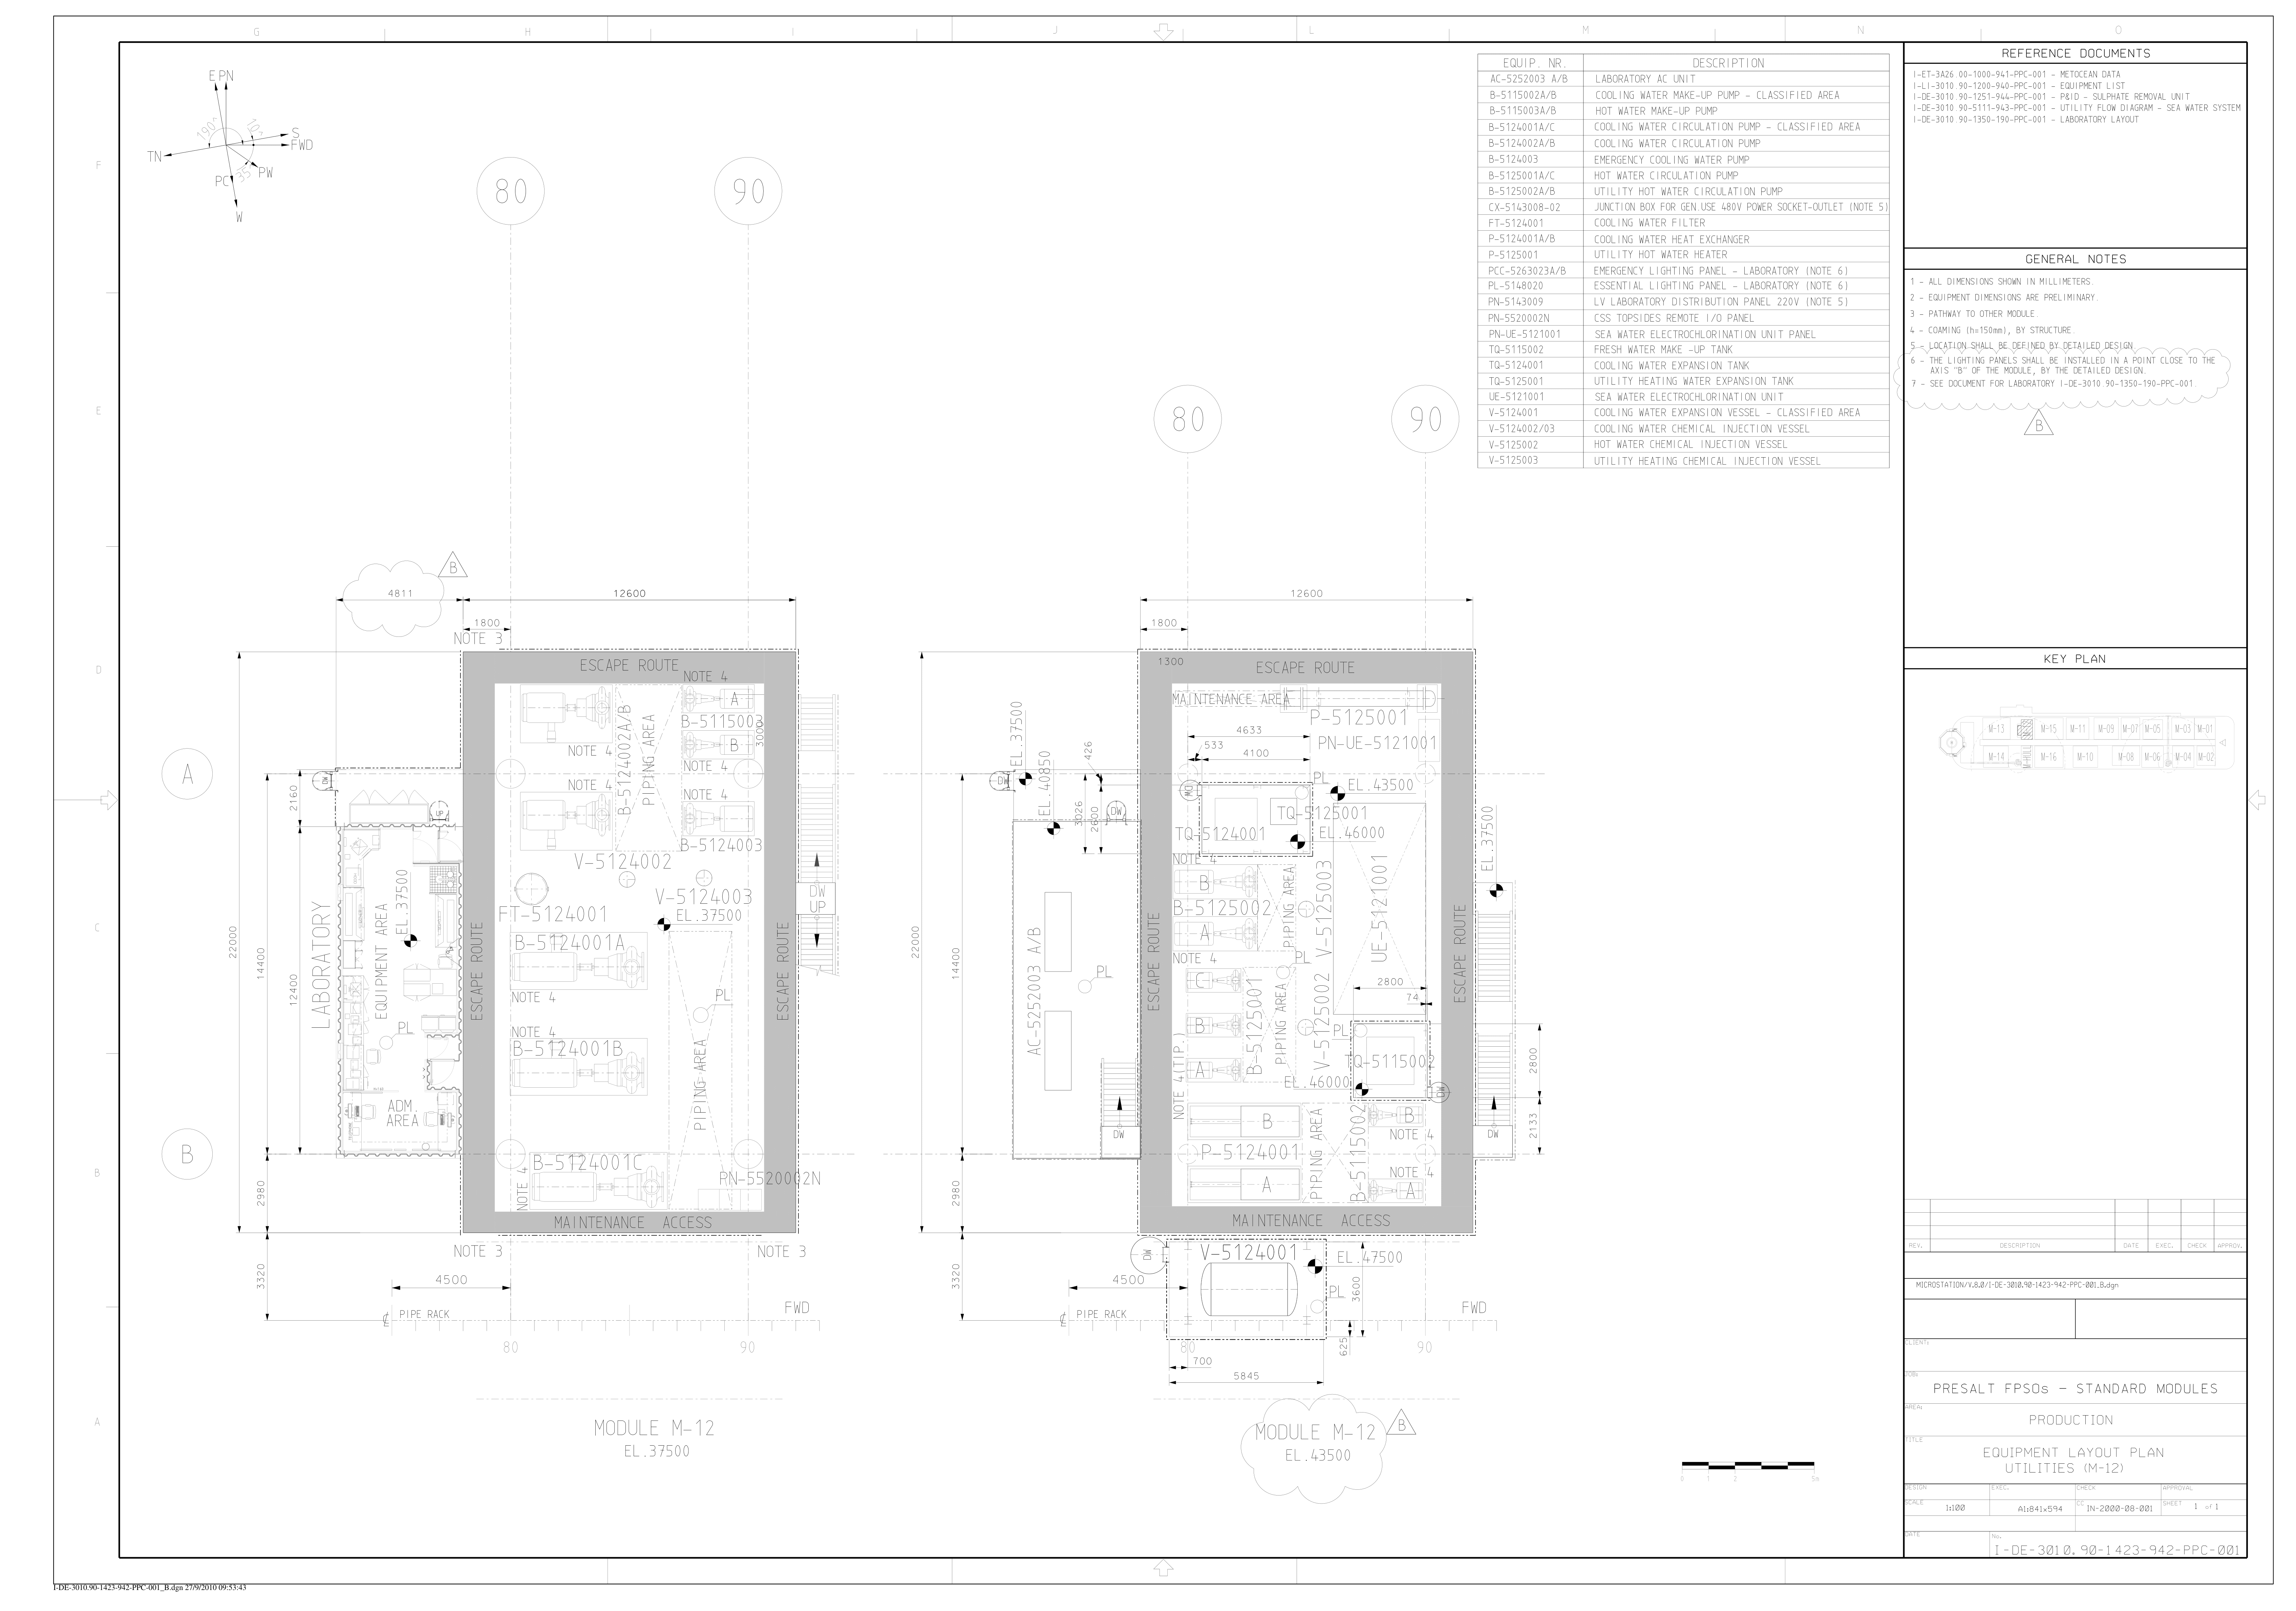 G H I J L M N O
F
E
D
C
B
A
E PN
S
FWD
PW
W
PC
TN
190°
10°
35°
80
90
80
90
EQUIP. NR. DESCRIPTION
AC-5252003 A/B LABORATORY AC UNIT
B-5115002A/B COOLING WATER MAKE-UP PUMP - CLASSIFIED AREA
B-5115003A/B HOT WATER MAKE-UP PUMP
B-5124001A/C COOLING WATER CIRCULATION PUMP - CLASSIFIED AREA
B-5124002A/B COOLING WATER CIRCULATION PUMP
B-5124003 EMERGENCY COOLING WATER PUMP
B-5125001A/C HOT WATER CIRCULATION PUMP
B-5125002A/B UTILITY HOT WATER CIRCULATION PUMP
CX-5143008-02 JUNCTION BOX FOR GEN.USE 480V POWER SOCKET-OUTLET (NOTE 5)
FT-5124001 COOLING WATER FILTER
P-5124001A/B COOLING WATER HEAT EXCHANGER
P-5125001 UTILITY HOT WATER HEATER
PCC-5263023A/B EMERGENCY LIGHTING PANEL - LABORATORY (NOTE 6)
PL-5148020 ESSENTIAL LIGHTING PANEL - LABORATORY (NOTE 6)
PN-5143009 LV LABORATORY DISTRIBUTION PANEL 220V (NOTE 5)
PN-5520002N CSS TOPSIDES REMOTE I/O PANEL
PN-UE-5121001 SEA WATER ELECTROCHLORINATION UNIT PANEL
TQ-5115002 FRESH WATER MAKE -UP TANK
TQ-5124001 COOLING WATER EXPANSION TANK
TQ-5125001 UTILITY HEATING WATER EXPANSION TANK
UE-5121001 SEA WATER ELECTROCHLORINATION UNIT
V-5124001 COOLING WATER EXPANSION VESSEL - CLASSIFIED AREA
V-5124002/03 COOLING WATER CHEMICAL INJECTION VESSEL
V-5125002 HOT WATER CHEMICAL INJECTION VESSEL
V-5125003 UTILITY HEATING CHEMICAL INJECTION VESSEL
REFERENCE DOCUMENTS
I-ET-3A26.00-1000-941-PPC-001 - METOCEAN DATA
I-LI-3010.90-1200-940-PPC-001 - EQUIPMENT LIST
I-DE-3010.90-1251-944-PPC-001 - P&ID - SULPHATE REMOVAL UNIT
I-DE-3010.90-5111-943-PPC-001 - UTILITY FLOW DIAGRAM - SEA WATER SYSTEM
I-DE-3010.90-1350-190-PPC-001 - LABORATORY LAYOUT
GENERAL NOTES
1 - ALL DIMENSIONS SHOWN IN MILLIMETERS.
2 - EQUIPMENT DIMENSIONS ARE PRELIMINARY.
3 - PATHWAY TO OTHER MODULE.
4 - COAMING (h=150mm), BY STRUCTURE.
5 - LOCATION SHALL BE DEFINED BY DETAILED DESIGN
6 - THE LIGHTING PANELS SHALL BE INSTALLED IN A POINT CLOSE TO THE
AXIS "B" OF THE MODULE, BY THE DETAILED DESIGN.
7 - SEE DOCUMENT FOR LABORATORY I-DE-3010.90-1350-190-PPC-001.
B
KEY PLAN
M-13 M-15 M-11 M-09 M-07 M-05 M-03 M-01
M-14 M-16 M-10 M-08 M-06 M-04 M-02
B
4811
12600
1800
NOTE 3
ESCAPE ROUTE
NOTE 4
A
B-5115003
3000
B
NOTE 4
NOTE 4
B-5124002A/B
PIPING AREA
NOTE 4
B-5124003
V-5124002
V-5124003
EL.37500
FT-5124001
B-5124001A
NOTE 4
NOTE 4
B-5124001B
PL
PIPING AREA
B-5124001C
NOTE 4
PN-5520002N
MAINTENANCE ACCESS
ESCAPE ROUTE
ESCAPE ROUTE
DW
UP
A
B
DW
UP
2160
22000
14400
12400
2980
3320
LABORATORY
EQUIPMENT AREA
EL.37500
PL
ADM.
AREA
NOTE 3
NOTE 3
4500
PIPE RACK
FWD
80
90
MODULE M-12
EL.37500
12600
1800
1300
ESCAPE ROUTE
MAINTENANCE AREA
P-5125001
4633
533
4100
PN-UE-5121001
426
EL.37500
EL.40850
DW
DW
3026
2600
PL
EL.43500
TQ-5125001
TQ-5124001
EL.46000
NOTE 4
B
B-5125002
A
NOTE 4
PIPING AREA
V-5125003
UE-5121001
PL
C
B
A
B-5125001
PIPING AREA
V-5125002
2800
74
PL
TQ-5115002
EL.46000
DW
NOTE 4(TIP.)
B
P-5124001
A
PIPING AREA
B-5115002
B
NOTE 4
NOTE 4
A
MAINTENANCE ACCESS
ESCAPE ROUTE
ESCAPE ROUTE
EL.37500
2800
2133
DW
22000
14400
2980
3320
AC-5252003 A/B
PL
DW
DW
V-5124001
EL.47500
PL
3600
625
4500
PIPE RACK
FWD
80
90
700
5845
MODULE M-12
EL.43500
B
0 1 2 5m
REV. DESCRIPTION DATE EXEC. CHECK APPROV.
MICROSTATION/V.8.0/I-DE-3010.90-1423-942-PPC-001_B.dgn
CLIENT:
JOB:
PRESALT FPSOs - STANDARD MODULES
AREA:
PRODUCTION
TITLE
EQUIPMENT LAYOUT PLAN
UTILITIES (M-12)
DESIGN EXEC. CHECK APPROVAL
SCALE 1:100 A1:841x594 CC IN-2000-08-001 SHEET 1 of 1
DATE No.
I-DE-3010.90-1423-942-PPC-001
I-DE-3010.90-1423-942-PPC-001_B.dgn 27/9/2010 09:53:43